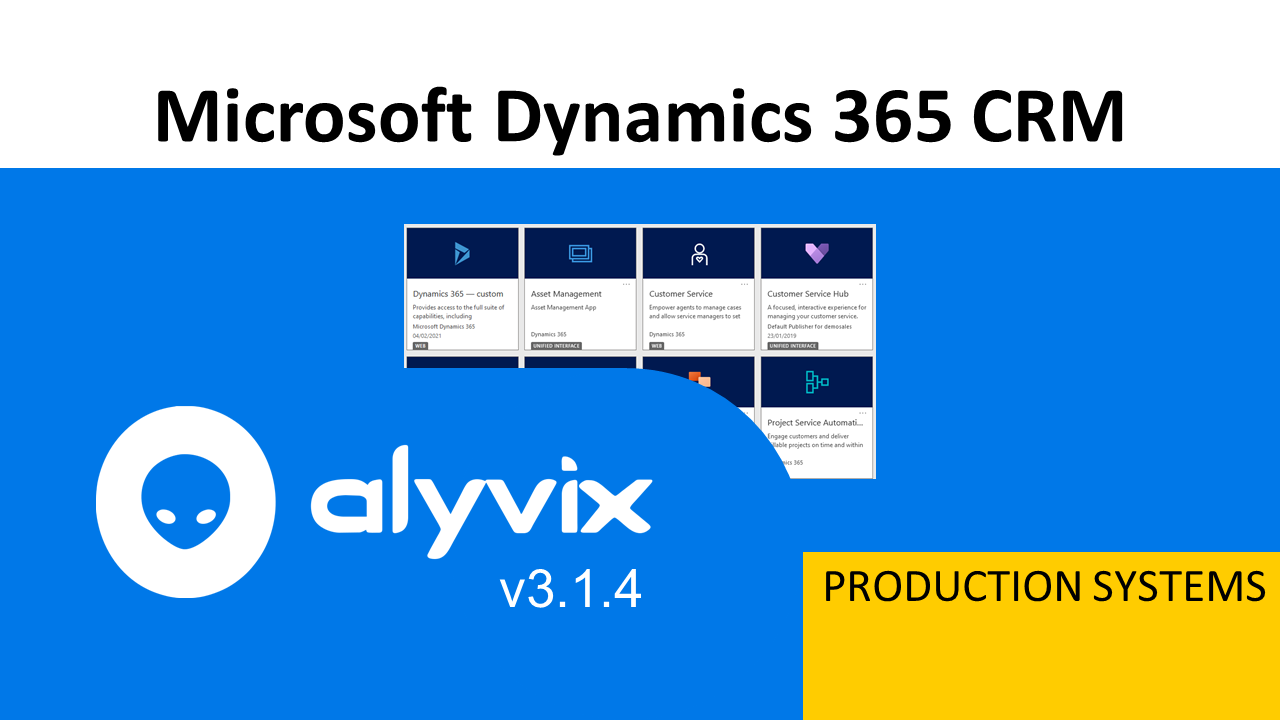 Microsoft Dynamics 365 CRM
Dynamics 365 — custom
Provides access to the full suite of
capabilities, including
Microsoft Dynamics 365
04/02/2021
WEB
Asset Management
Asset Management App
UNIFIED INTERFACE
Customer Service
Empower agents to manage cases
and allow service managers to set
Dynamics 365
WEB
Customer Service Hub
A focused, interactive experience for
managing your customer service.
Default Publisher for demosales
23/01/2019
UNIFIED INTERFACE
Project Service Automati...
Engage customers and deliver
projects on time and within
365
alyvix
v3.1.4
PRODUCTION SYSTEMS